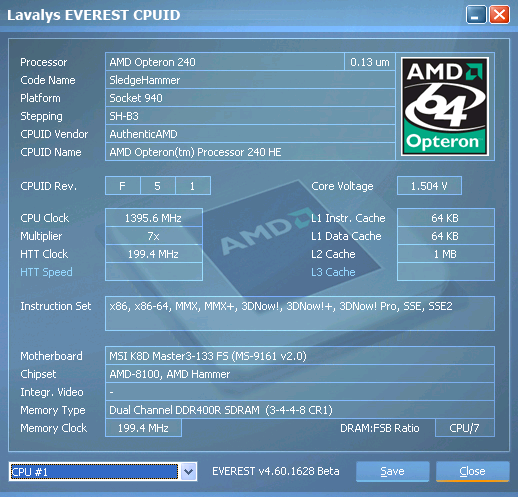 Lavalys EVEREST CPUID
Processor AMD Opteron 240 0.13 um
Code Name SledgeHammer
Platform Socket 940
Stepping SH-B3
CPUID Vendor AuthenticAMD
CPUID Name AMD Opteron(tm) Processor 240 HE
AMD
64
Opteron
CPUID Rev. F 5 1 Core Voltage 1.504 V
CPU Clock 1395.6 MHz L1 Instr. Cache 64 KB
Multiplier 7x L1 Data Cache 64 KB
HTT Clock 199.4 MHz L2 Cache 1 MB
HTT Speed L3 Cache
AMD
Instruction Set x86, x86-64, MMX, MMX+, 3DNow!, 3DNow!+, 3DNow! Pro, SSE, SSE2
Motherboard MSI K8D Master3-133 FS (MS-9161 v2.0)
Chipset AMD-8100, AMD Hammer
Integr. Video -
Memory Type Dual Channel DDR400R SDRAM (3-4-4-8 CR1)
Memory Clock 199.4 MHz DRAM:FSB Ratio CPU/7
CPU #1 EVEREST v4.60.1628 Beta Save Close